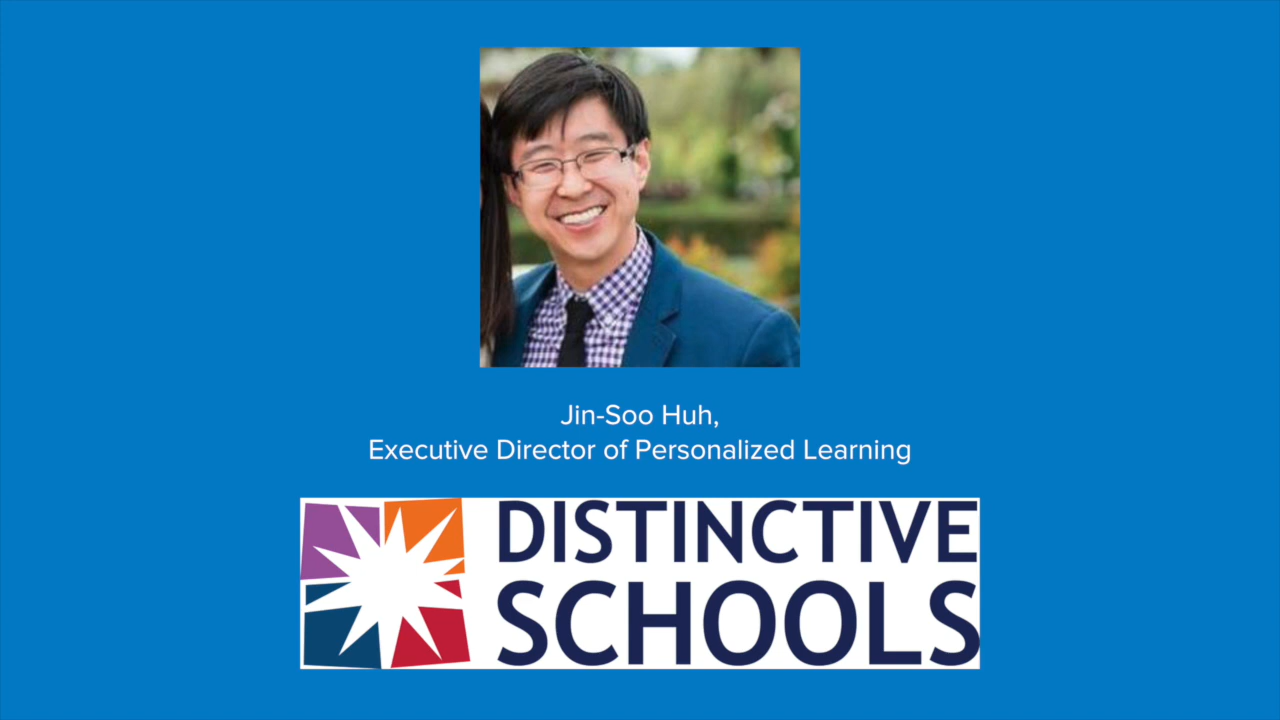 Jin-Soo Huh,
Executive Director of Personalized Learning
DISTINCTIVE
SCHOOLS